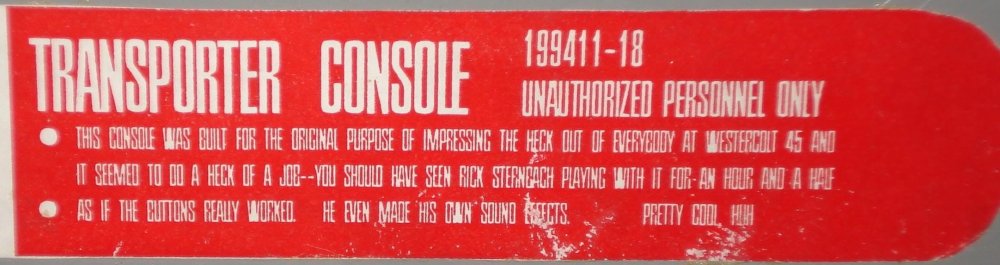 TRANSPORTER CONSOLE
199411-18
UNAUTHORIZED PERSONNEL ONLY
• THIS CONSOLE WAS BUILT FOR THE ORIGINAL PURPOSE OF IMPRESSING THE HECK OUT OF EVERYBODY AT WESTERCOLT 45 AND
IT SEEMED TO DO A HECK OF A JOB--YOU SHOULD HAVE SEEN RICK STERNBACH PLAYING WITH IT FOR AN HOUR AND A HALF
• AS IF THE BUTTONS REALLY WORKED. HE EVEN MADE HIS OWN SOUND EFFECTS. PRETTY COOL, HUH